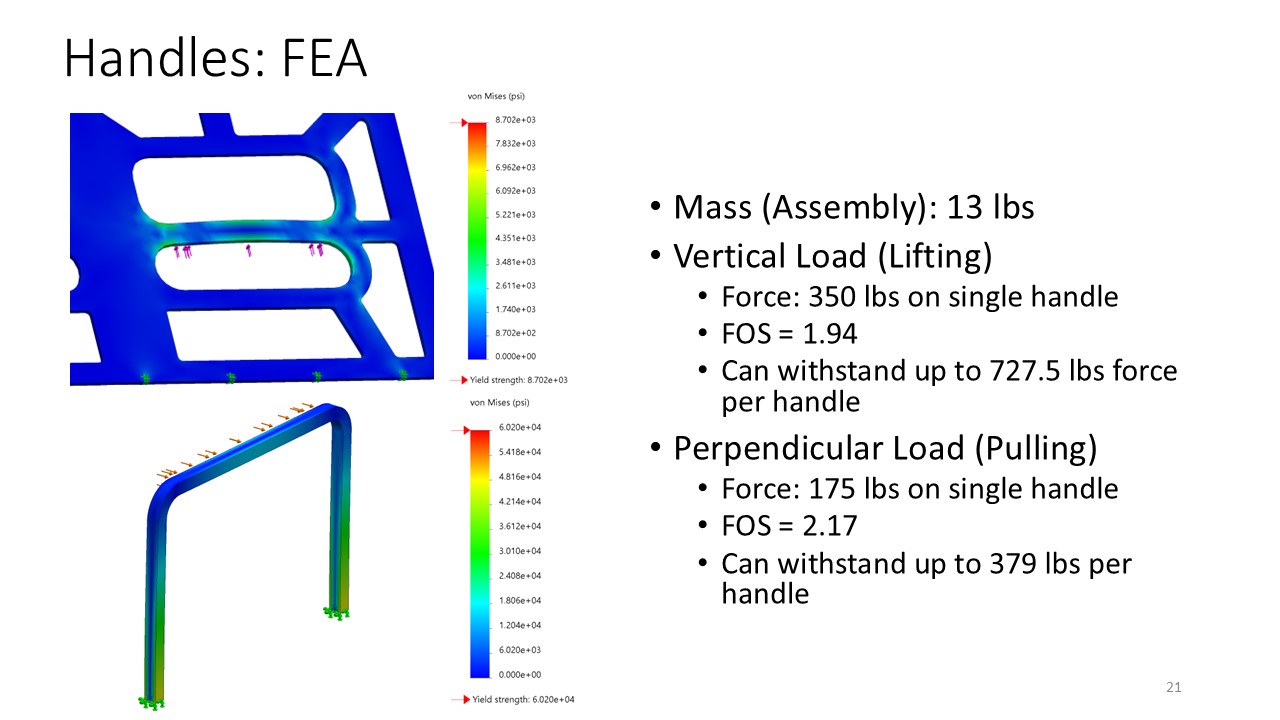 Handles: FEA
von Mises (psi)
8.702e+03
7.832e+03
6.962e+03
6.092e+03
5.221e+03
4.351e+03
3.481e+03
2.611e+03
1.740e+03
8.702e+02
0.000e+00
Yield strength: 8.702e+03
von Mises (psi)
6.020e+04
5.418e+04
4.816e+04
4.214e+04
3.612e+04
3.010e+04
2.408e+04
1.806e+04
1.204e+04
6.020e+03
0.000e+00
Yield strength: 6.020e+04
• Mass (Assembly): 13 lbs
• Vertical Load (Lifting)
• Force: 350 lbs on single handle
• FOS = 1.94
• Can withstand up to 727.5 lbs force
per handle
• Perpendicular Load (Pulling)
• Force: 175 lbs on single handle
• FOS = 2.17
• Can withstand up to 379 lbs per
handle
21